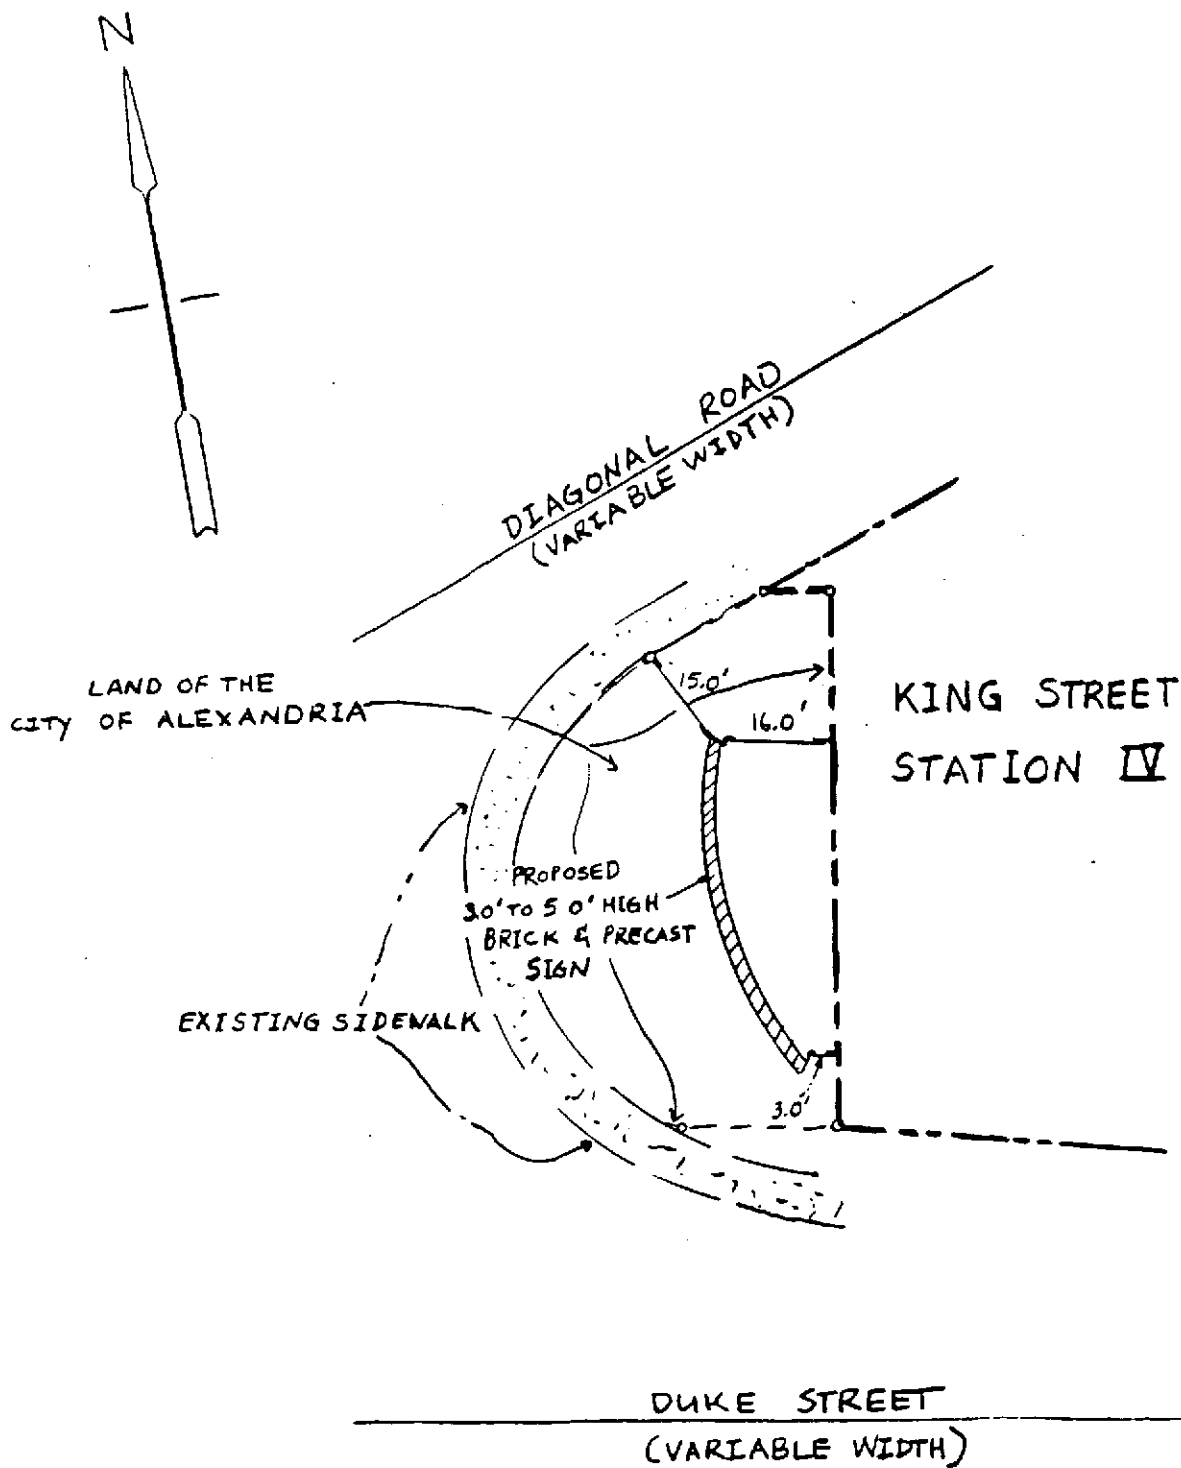 N
DIAGONAL ROAD
(VARIABLE WIDTH)
LAND OF THE
CITY OF ALEXANDRIA
15.0'
16.0'
KING STREET
STATION IV
PROPOSED
3.0' TO 5 0' HIGH
BRICK & PRECAST
SIGN
EXISTING SIDEWALK
3.0'
DUKE STREET
(VARIABLE WIDTH)